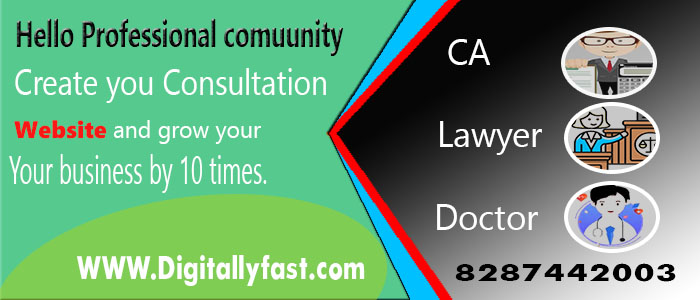 Hello Professional comuunity
Create you Consultation
Website and grow your
Your business by 10 times.
WWW.Digitallyfast.com
CA
Lawyer
Doctor
8287442003